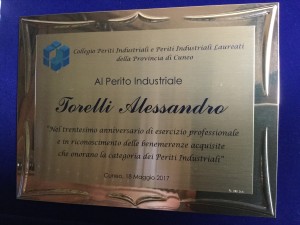 Collegio Periti Industriali e Periti Industriali Laureati
della Provincia di Cuneo
Al Perito Industriale
Torelli Alessandro
"Nel trentesimo anniversario di esercizio professionale
e in riconoscimento delle benemerenze acquisite
che onorano la categoria dei Periti Industriali"
Cuneo, 18 Maggio 2017